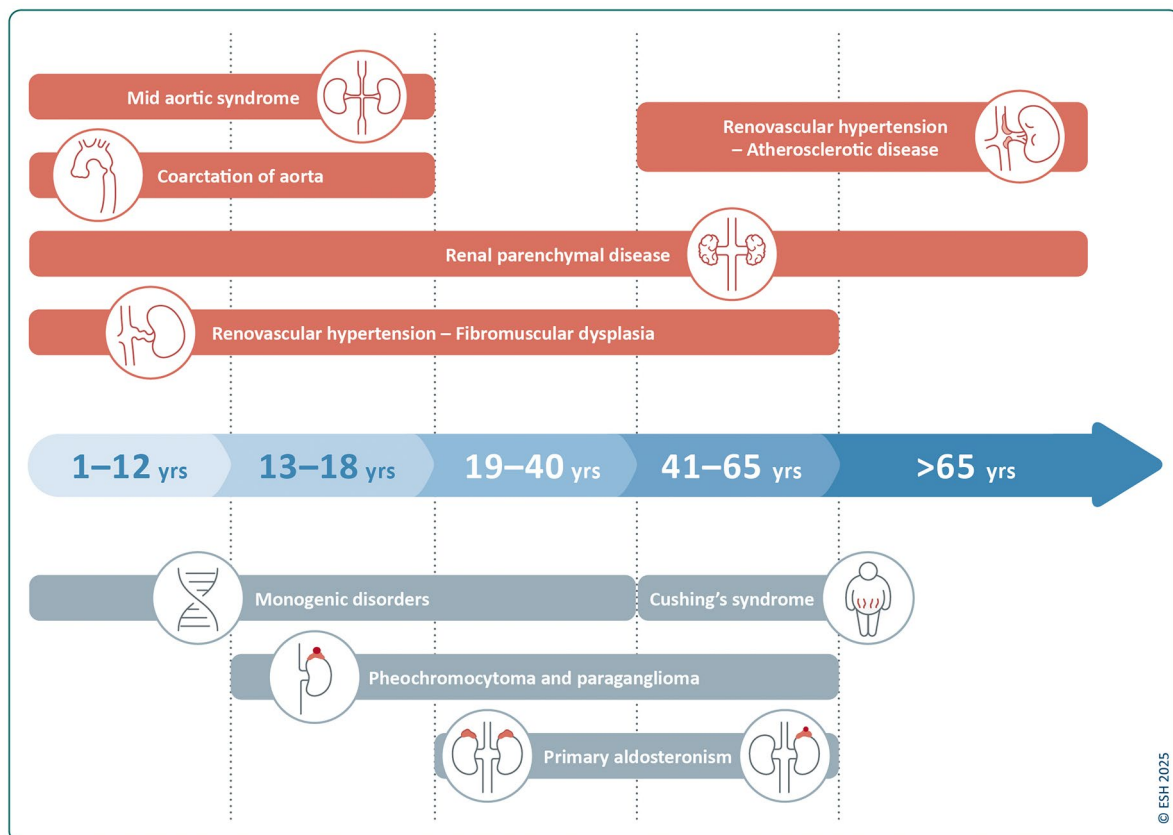 Mid aortic syndrome
Renovascular hypertension
– Atherosclerotic disease
Coarctation of aorta
Renal parenchymal disease
Renovascular hypertension – Fibromuscular dysplasia
1–12 yrs
13–18 yrs
19–40 yrs
41–65 yrs
>65 yrs
Monogenic disorders
Cushing's syndrome
Pheochromocytoma and paraganglioma
Primary aldosteronism
© ESH 2025